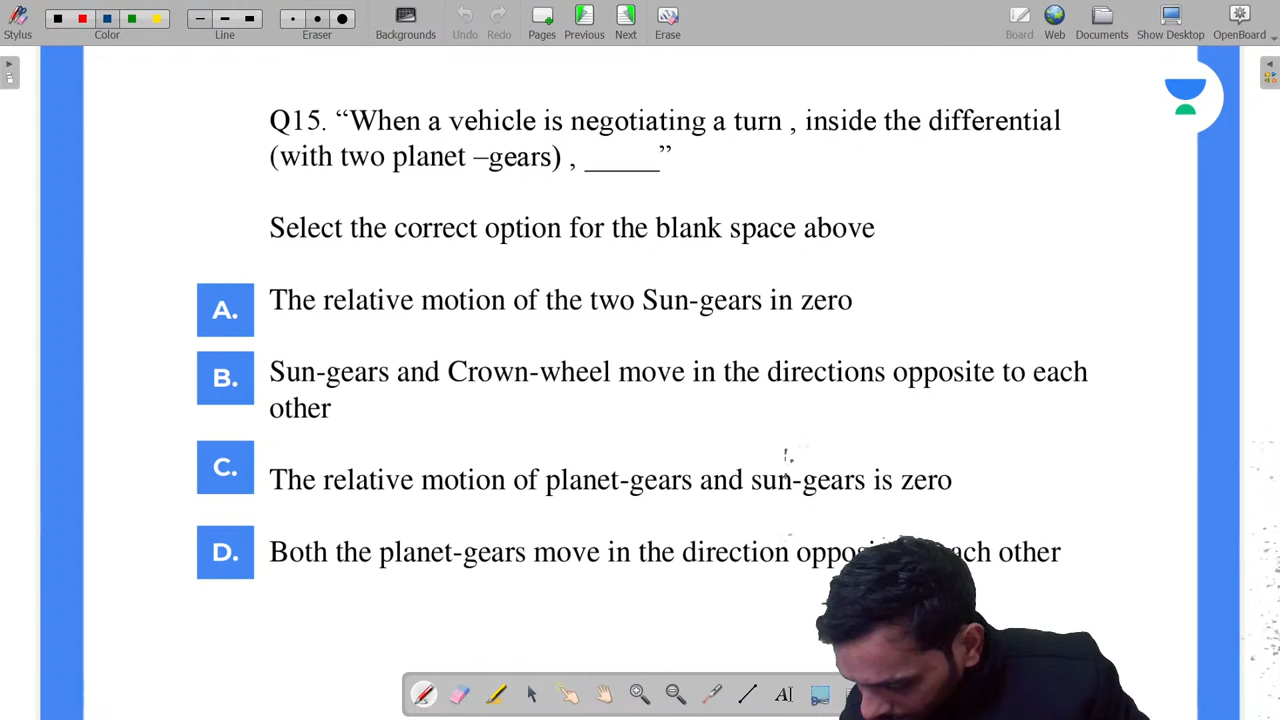 Stylus
Color
Line
Eraser
Backgrounds
Undo
Redo
Pages
Previous
Next
Erase
Board
Web
Documents
Show Desktop
OpenBoard
Q15. “When a vehicle is negotiating a turn , inside the differential
(with two planet –gears) , _____”
Select the correct option for the blank space above
A. The relative motion of the two Sun-gears in zero
B. Sun-gears and Crown-wheel move in the directions opposite to each
other
C. The relative motion of planet-gears and sun-gears is zero
D. Both the planet-gears move in the direction other